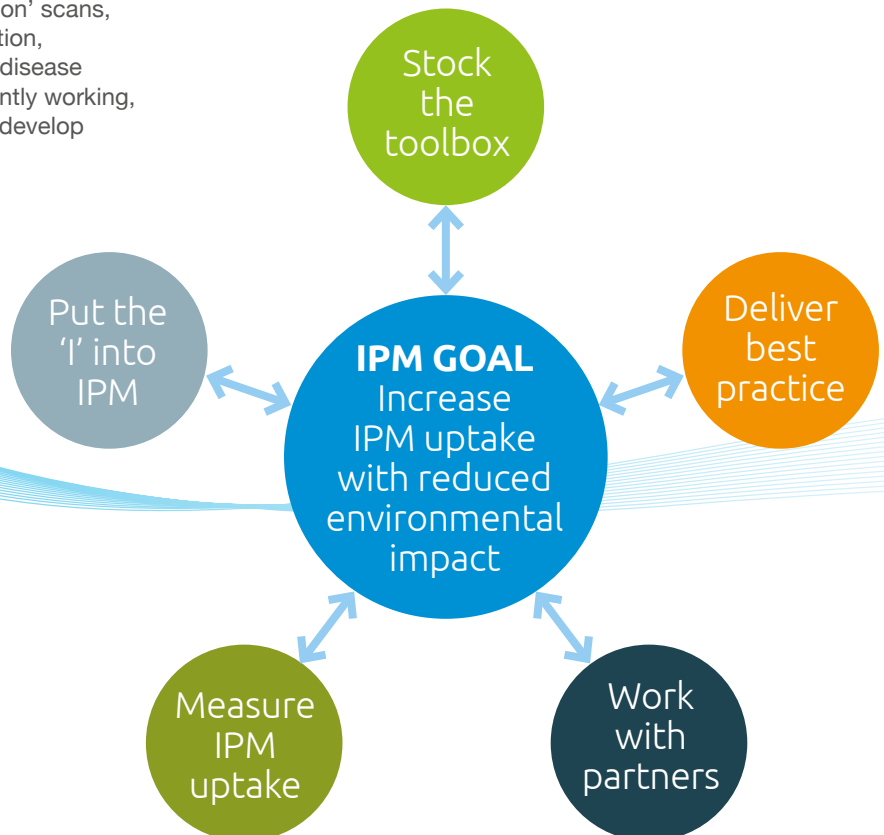 on’ scans,
tion,
disease
ntly working,
develop
Stock
the
toolbox
Put the
‘I’ into
IPM
Deliver
best
practice
IPM GOAL
Increase
IPM uptake
with reduced
environmental
impact
Measure
IPM
uptake
Work
with
partners